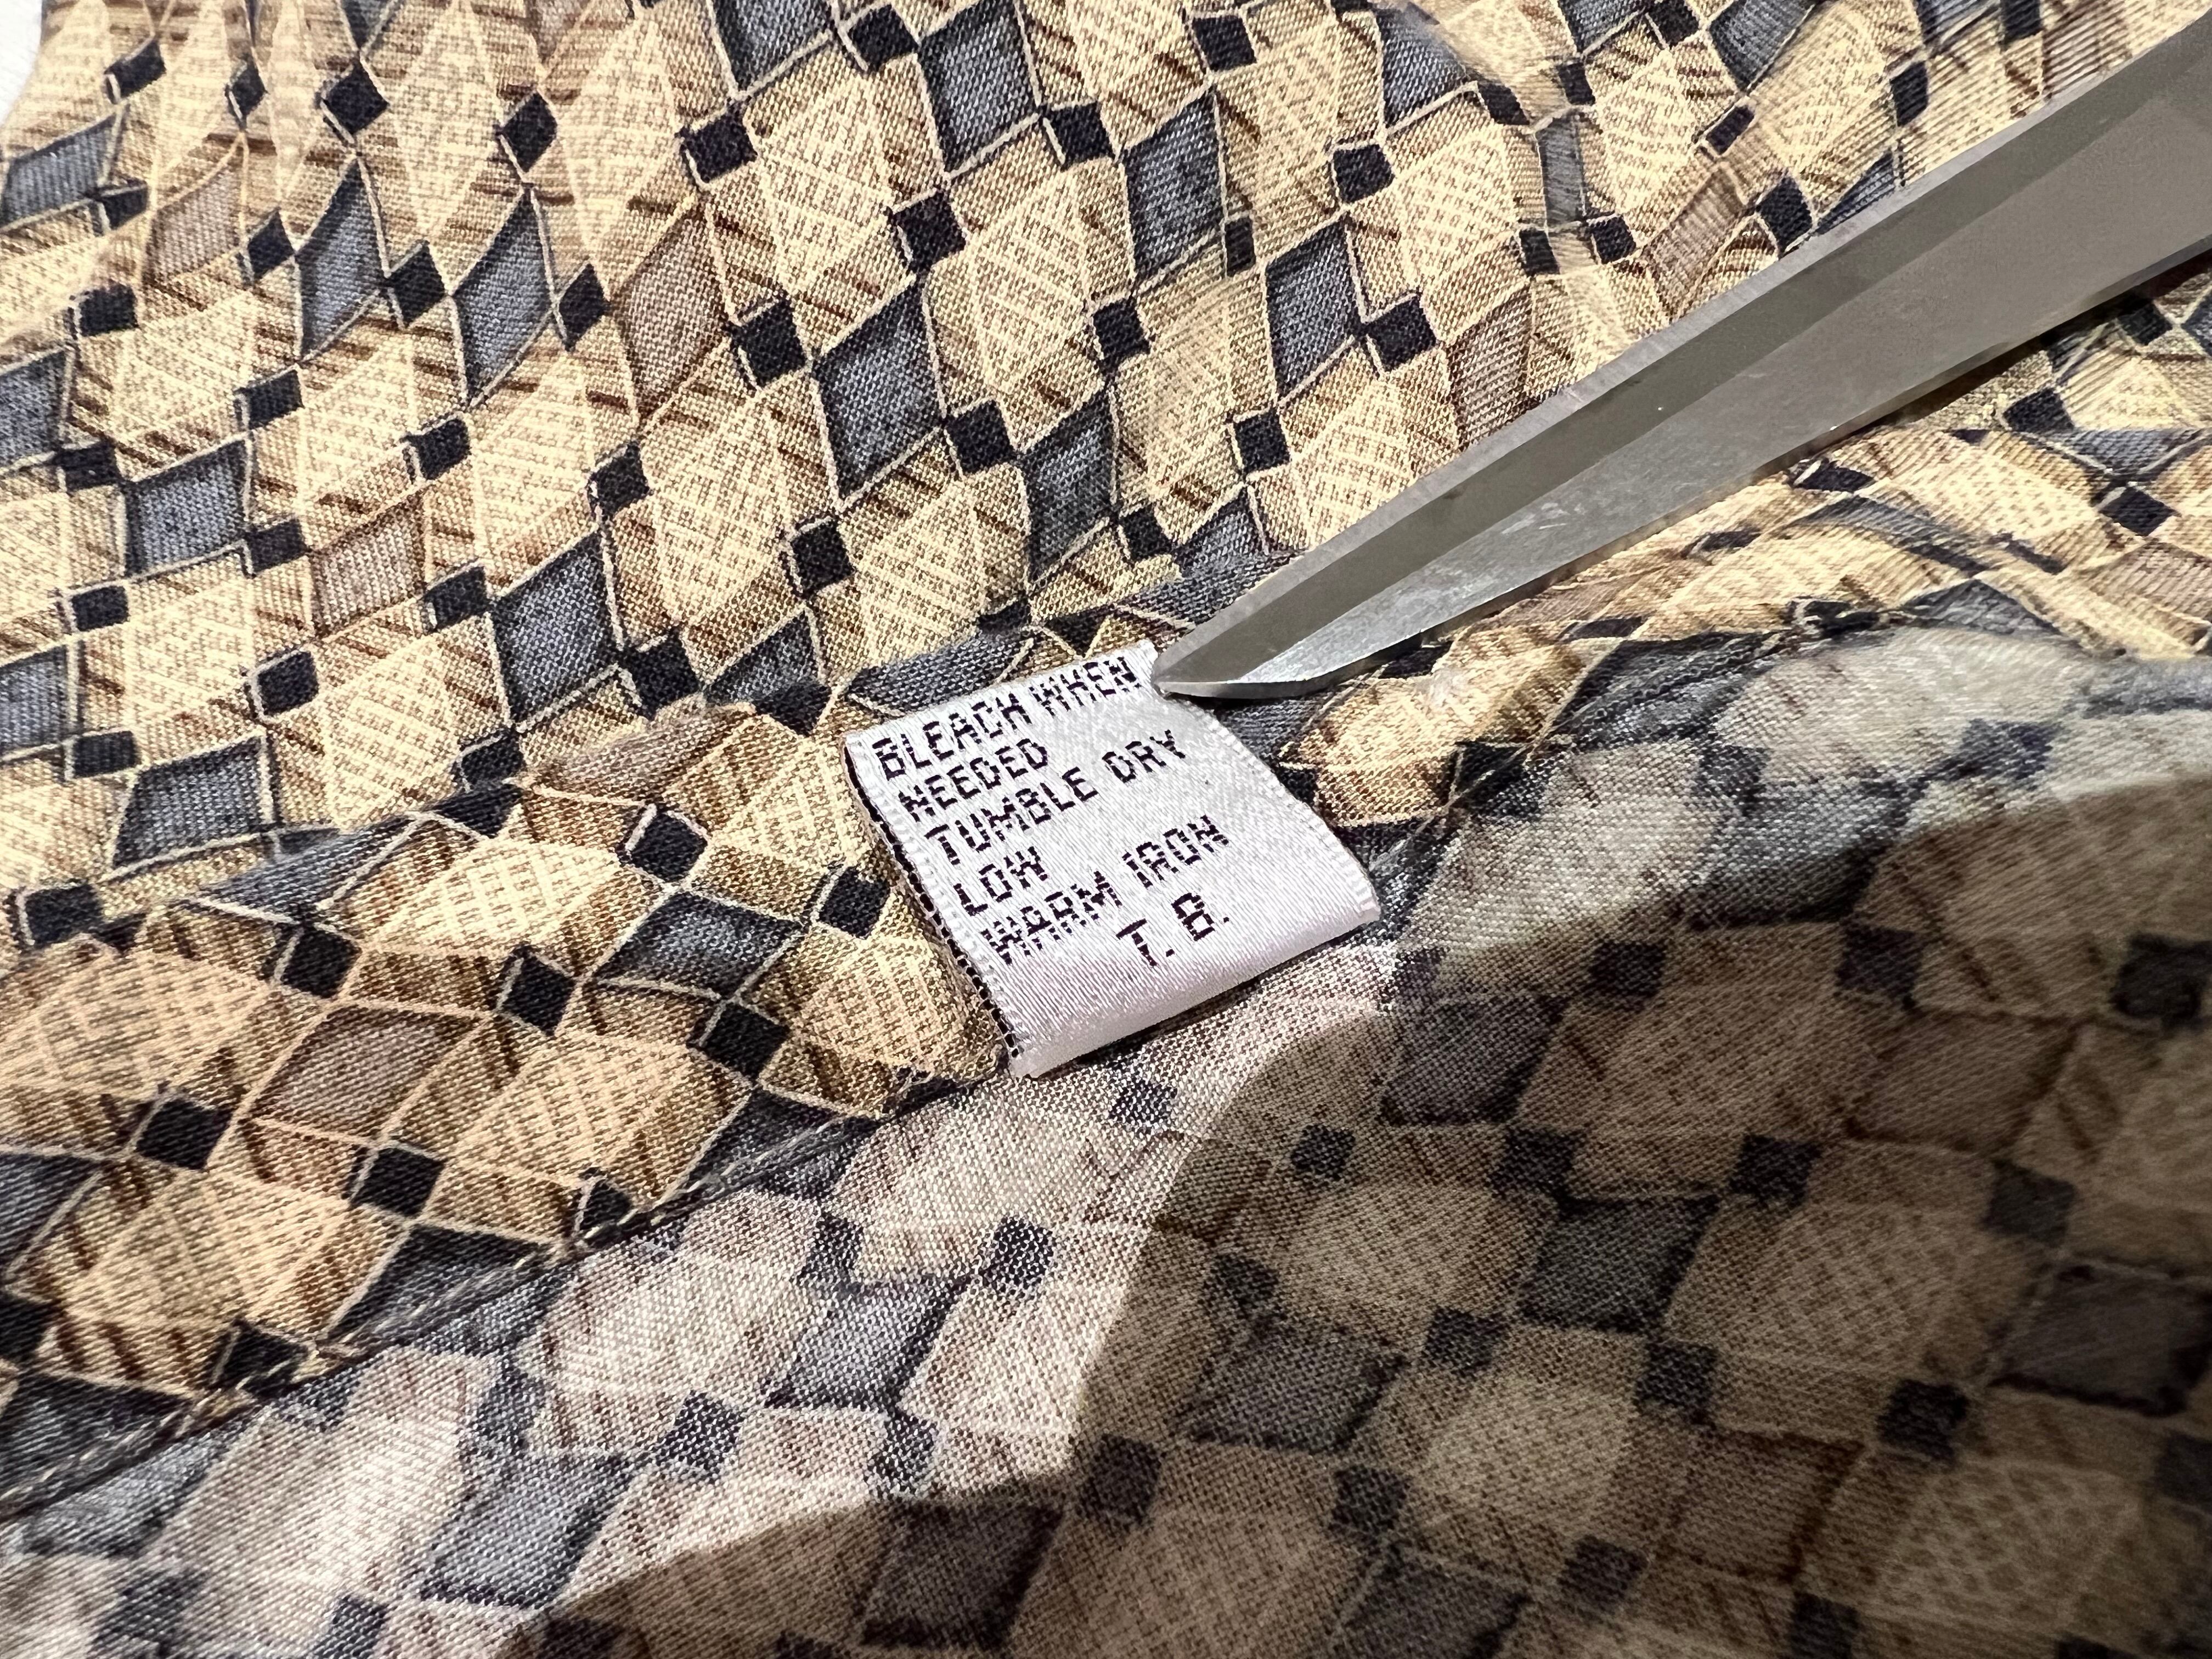 BLEACH WHEN
NEEDED
TUMBLE DRY
LOW
WARM IRON
T. B.